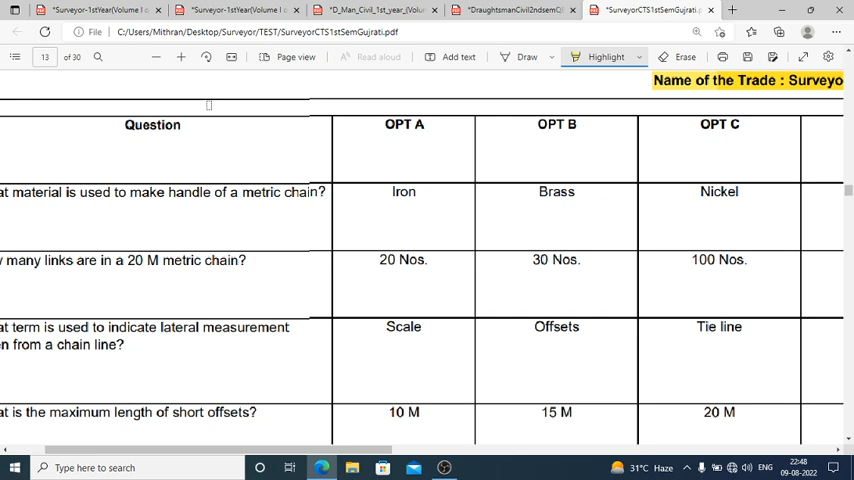 *Surveyor-1stYear(Volume I o
*Surveyor-1stYear(Volume I o
*D_Man_Civil_1st_year_(Volu
*DraughtsmanCivil2ndsemQ
*SurveyorCTS1stSemGujrati.p
File
C:/Users/Mithran/Desktop/Surveyor/TEST/SurveyorCTS1stSemGujrati.pdf
13 of 30
Page view
Read aloud
Add text
Draw
Highlight
Erase
Name of the Trade : Surveyo
Question OPT A OPT B OPT C
at material is used to make handle of a metric chain? Iron Brass Nickel
y many links are in a 20 M metric chain? 20 Nos. 30 Nos. 100 Nos.
at term is used to indicate lateral measurement Scale Offsets Tie line
en from a chain line?
at is the maximum length of short offsets? 10 M 15 M 20 M
Type here to search
31°C Haze
ENG
22:48
09-08-2022